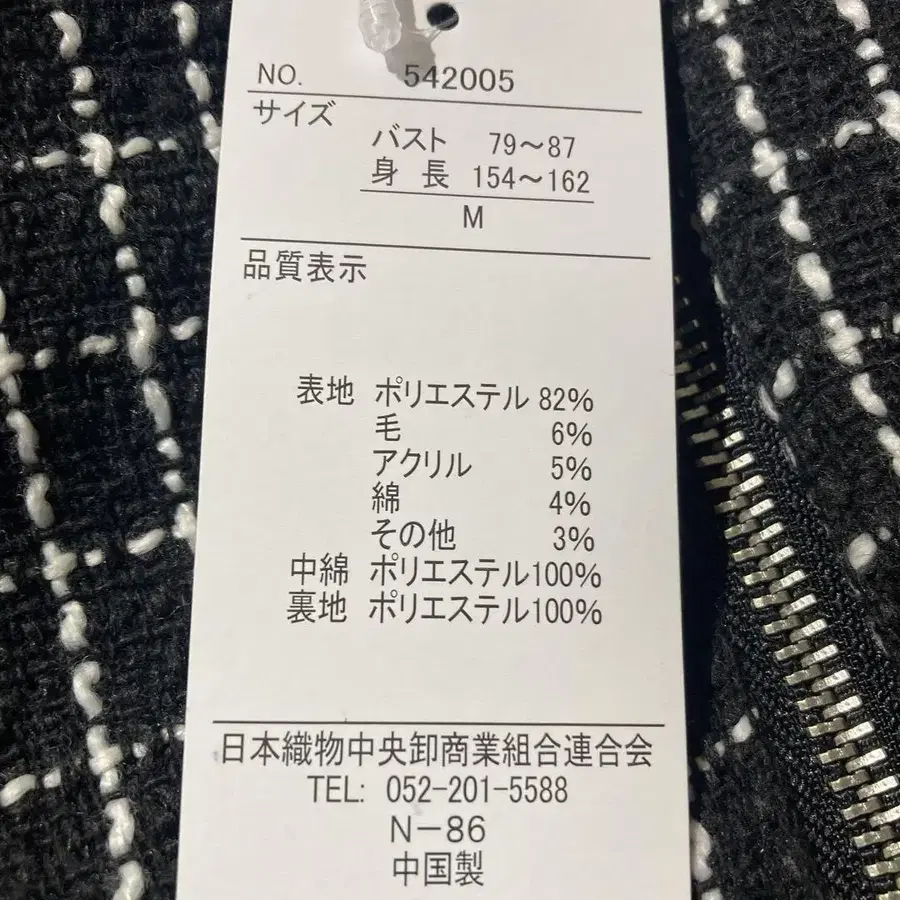 NO. 542005
サイズ
バスト 79～87
身長 154～162
M
品質表示
表地 ポリエステル 82%
毛 6%
アクリル 5%
綿 4%
その他 3%
中綿 ポリエステル100%
裏地 ポリエステル100%
日本織物中央卸商業組合連合会
TEL: 052-201-5588
N-86
中国製